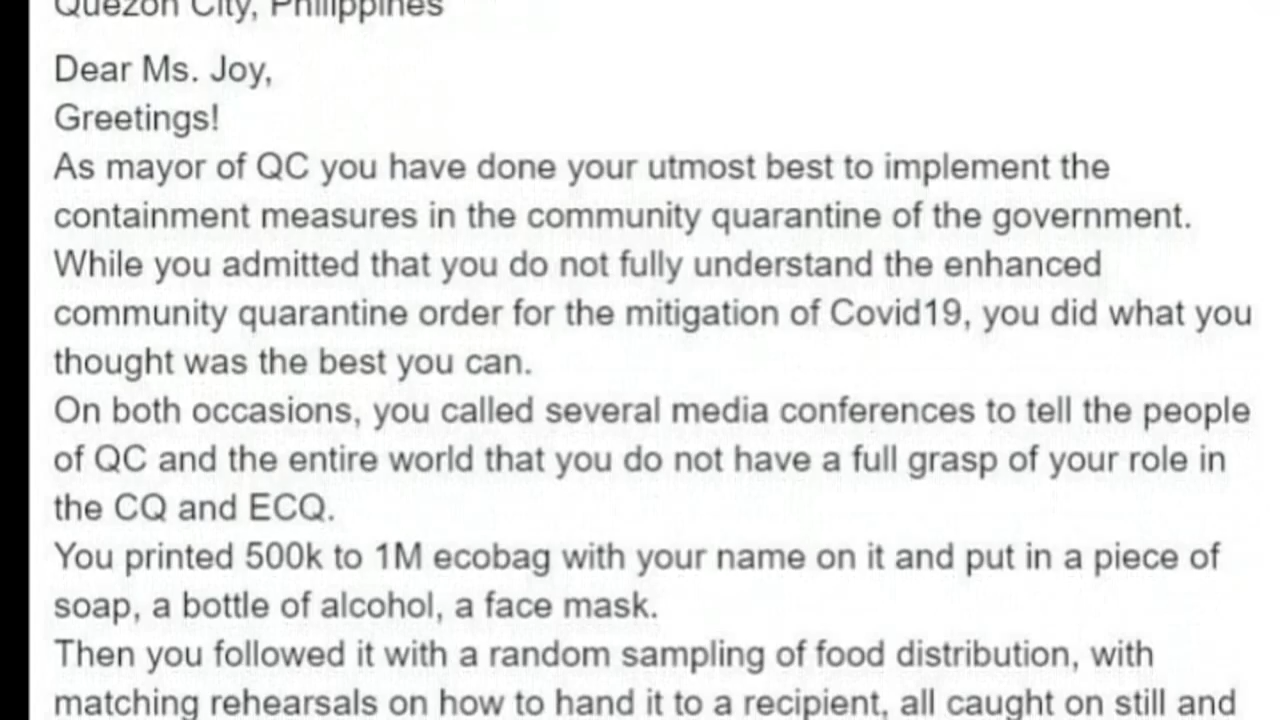 Quezon City, Philippines
Dear Ms. Joy,
Greetings!
As mayor of QC you have done your utmost best to implement the
containment measures in the community quarantine of the government.
While you admitted that you do not fully understand the enhanced
community quarantine order for the mitigation of Covid19, you did what you
thought was the best you can.
On both occasions, you called several media conferences to tell the people
of QC and the entire world that you do not have a full grasp of your role in
the CQ and ECQ.
You printed 500k to 1M ecobag with your name on it and put in a piece of
soap, a bottle of alcohol, a face mask.
Then you followed it with a random sampling of food distribution, with
matching rehearsals on how to hand it to a recipient, all caught on still and